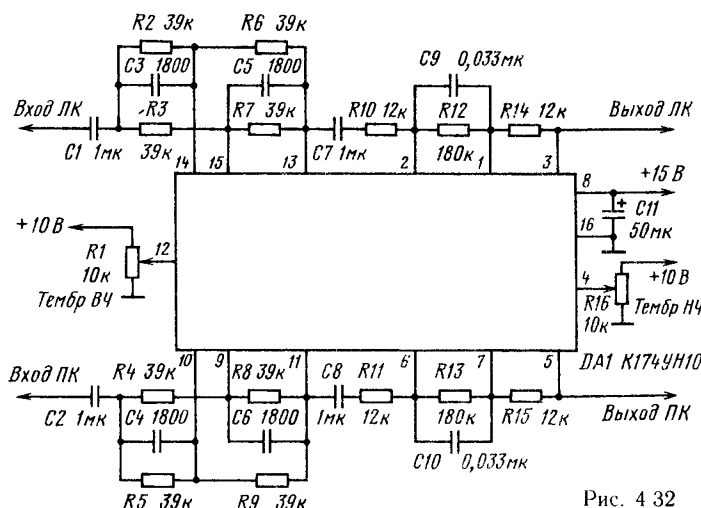 R2 39к R6 39к
C3 1800 C5 1800 C9 0,033мк
Вход ЛК R3 R7 39к R10 12к R12 R14 12к Выход ЛК
C1 1мк 39к C7 1мк 180к
14 15 13 2 1 3
8 +15 В
+10 В 12 16 C11 50мк
R1 10к 4 +10 В
Тембр ВЧ R16 10к Тембр НЧ
10 9 11 6 7 5 DA1 К174УН10
Вход ПК R4 39к R8 39к C8 R11 R13 Выход ПК
C2 1мк C4 1800 C6 1800 1мк 12к 180к R15 12к
C10 0,033мк
R5 39к R9 39к
Рис. 4 32